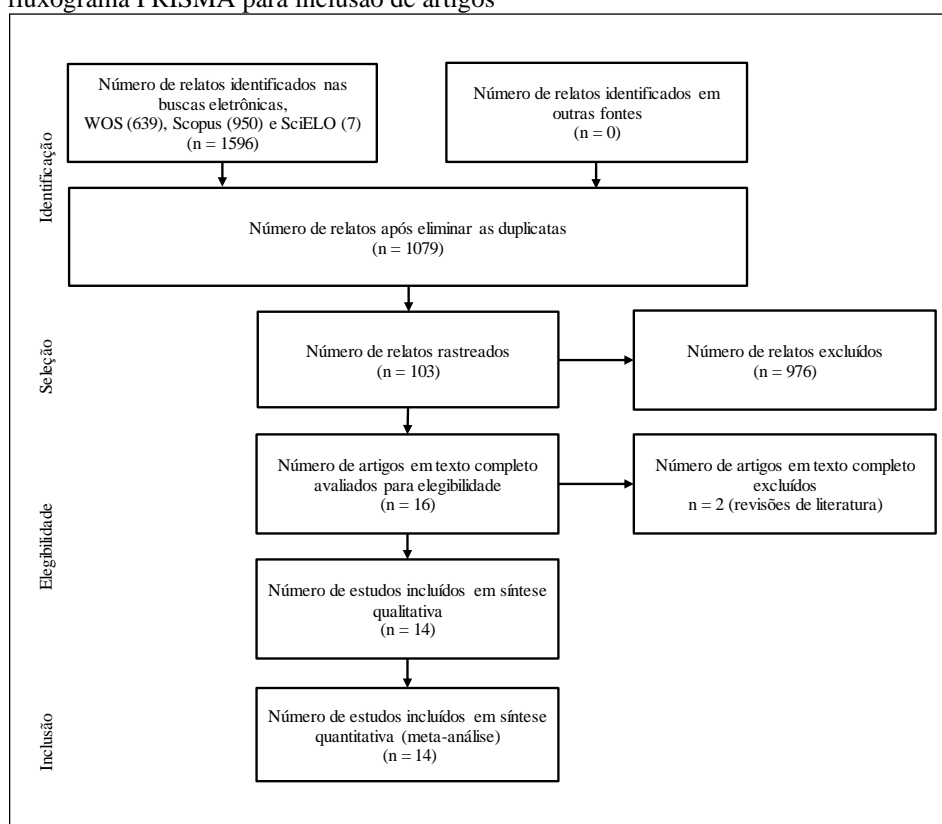 fluxograma PRISMA para inclusão de artigos
Número de relatos identificados nas
buscas eletrônicas,
WOS (639), Scopus (950) e SciELO (7)
(n = 1596)
Número de relatos identificados em
outras fontes
(n = 0)
Identificação
Número de relatos após eliminar as duplicatas
(n = 1079)
Seleção
Número de relatos rastreados
(n = 103)
Número de relatos excluídos
(n = 976)
Elegibilidade
Número de artigos em texto completo
avaliados para elegibilidade
(n = 16)
Número de artigos em texto completo
excluídos
n = 2 (revisões de literatura)
Número de estudos incluídos em síntese
qualitativa
(n = 14)
Inclusão
Número de estudos incluídos em síntese
quantitativa (meta-análise)
(n = 14)